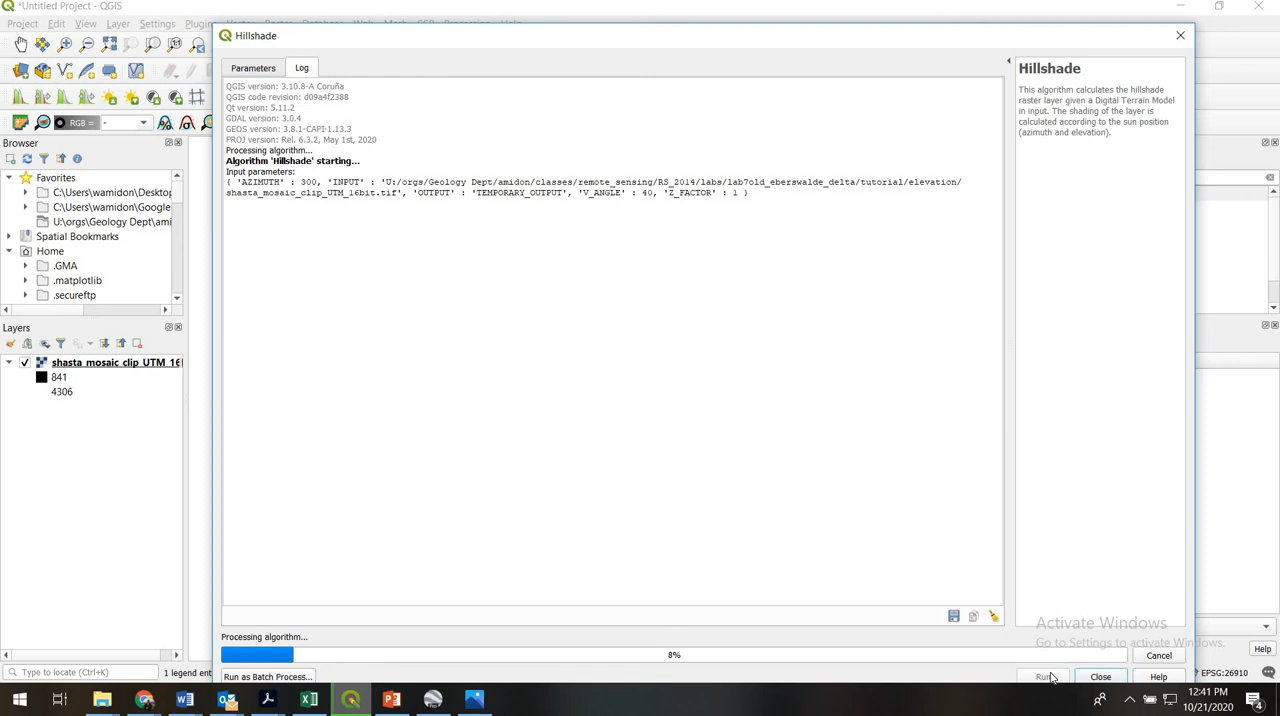 *Untitled Project - QGIS
Project Edit View Layer Settings Plugin
Hillshade
Parameters Log
QGIS version: 3.10.8-A Coruña
QGIS code revision: d09a4f2388
Qt version: 5.11.2
GDAL version: 3.0.4
GEOS version: 3.8.1-CAPI-1.13.3
PROJ version: Rel. 6.3.2, May 1st, 2020
Processing algorithm...
Algorithm 'Hillshade' starting...
Input parameters:
{ 'AZIMUTH' : 300, 'INPUT' : 'U:/orgs/Geology Dept/amidon/classes/remote_sensing/RS_2014/labs/lab7old_eberswalde_delta/tutorial/elevation/
shasta_mosaic_clip_UTM_16bit.tif', 'OUTPUT' : 'TEMPORARY_OUTPUT', 'V_ANGLE' : 40, 'Z_FACTOR' : 1 }
Hillshade
This algorithm calculates the hillshade
raster layer given a Digital Terrain Model
in input. The shading of the layer is
calculated according to the sun position
(azimuth and elevation).
RGB = -
Browser
Favorites
C:\Users\wamidon\Deskto
C:\Users\wamidon\Google
U:\orgs\Geology Dept\ami
Spatial Bookmarks
Home
.GMA
.matplotlib
.secureftp
Layers
shasta_mosaic_clip_UTM_16
841
4306
Processing algorithm...
8%
Cancel
Run as Batch Process...
Run
Close
Help
Activate Windows
Go to Settings to activate Windows.
Help
Type to locate (Ctrl+K)
1 legend ent
EPSG:26910
12:41 PM
10/21/2020
4